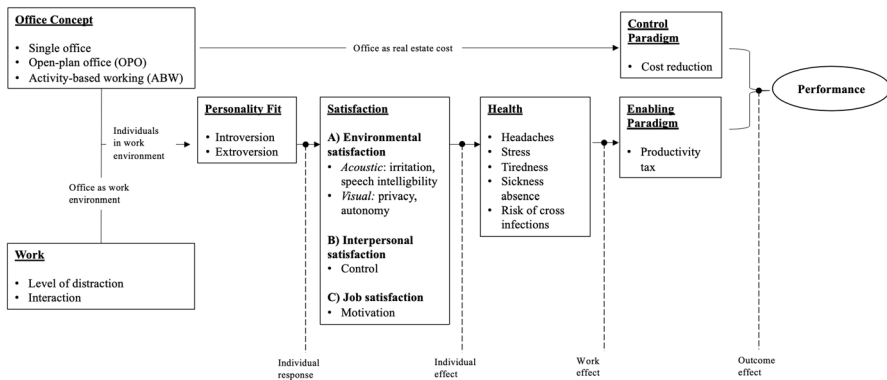 Office Concept
• Single office
• Open-plan office (OPO)
• Activity-based working (ABW)
Office as real estate cost
Control
Paradigm
• Cost reduction
Performance
Individuals
in work
environment
Office as work
environment
Personality Fit
• Introversion
• Extroversion
Satisfaction
A) Environmental
satisfaction
• Acoustic: irritation,
speech intelligbility
• Visual: privacy,
autonomy
B) Interpersonal
satisfaction
• Control
C) Job satisfaction
• Motivation
Health
• Headaches
• Stress
• Tiredness
• Sickness
absence
• Risk of cross
infections
Enabling
Paradigm
• Productivity
tax
Work
• Level of distraction
• Interaction
Individual
response
Individual
effect
Work
effect
Outcome
effect